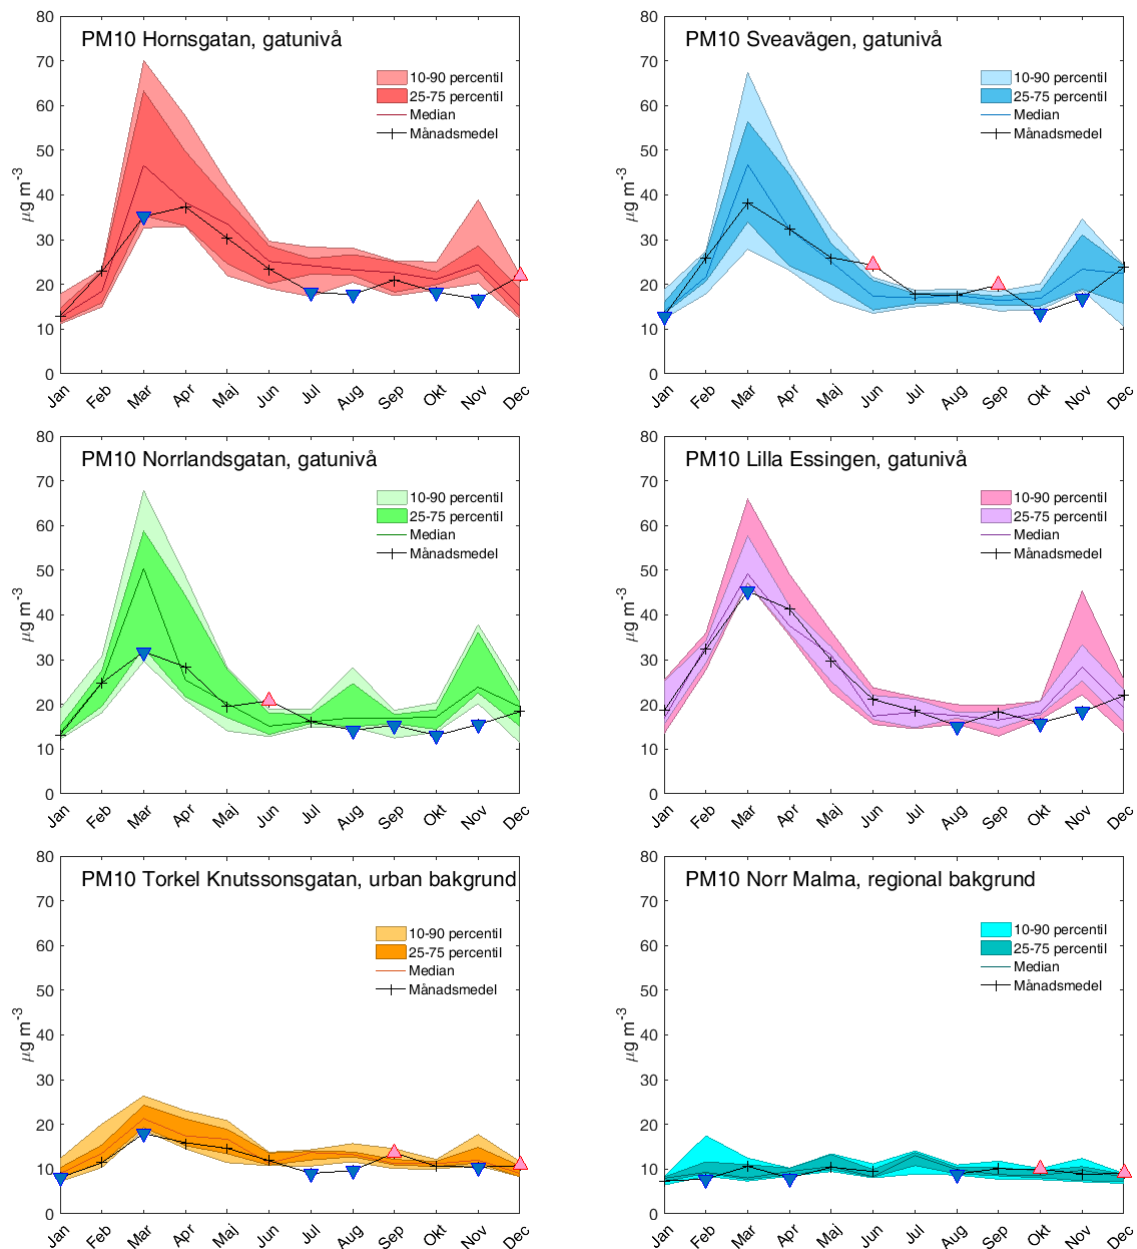 PM10 Hornsgatan, gatunivå
10-90 percentil
25-75 percentil
Median
Månadsmedel
µg m-3
80
70
60
50
40
30
20
10
0
Jan Feb Mar Apr Maj Jun Jul Aug Sep Okt Nov Dec
PM10 Sveavägen, gatunivå
10-90 percentil
25-75 percentil
Median
Månadsmedel
µg m-3
80
70
60
50
40
30
20
10
0
Jan Feb Mar Apr Maj Jun Jul Aug Sep Okt Nov Dec
PM10 Norrlandsgatan, gatunivå
10-90 percentil
25-75 percentil
Median
Månadsmedel
µg m-3
80
70
60
50
40
30
20
10
0
Jan Feb Mar Apr Maj Jun Jul Aug Sep Okt Nov Dec
PM10 Lilla Essingen, gatunivå
10-90 percentil
25-75 percentil
Median
Månadsmedel
µg m-3
80
70
60
50
40
30
20
10
0
Jan Feb Mar Apr Maj Jun Jul Aug Sep Okt Nov Dec
PM10 Torkel Knutssonsgatan, urban bakgrund
10-90 percentil
25-75 percentil
Median
Månadsmedel
µg m-3
80
70
60
50
40
30
20
10
0
Jan Feb Mar Apr Maj Jun Jul Aug Sep Okt Nov Dec
PM10 Norr Malma, regional bakgrund
10-90 percentil
25-75 percentil
Median
Månadsmedel
µg m-3
80
70
60
50
40
30
20
10
0
Jan Feb Mar Apr Maj Jun Jul Aug Sep Okt Nov Dec